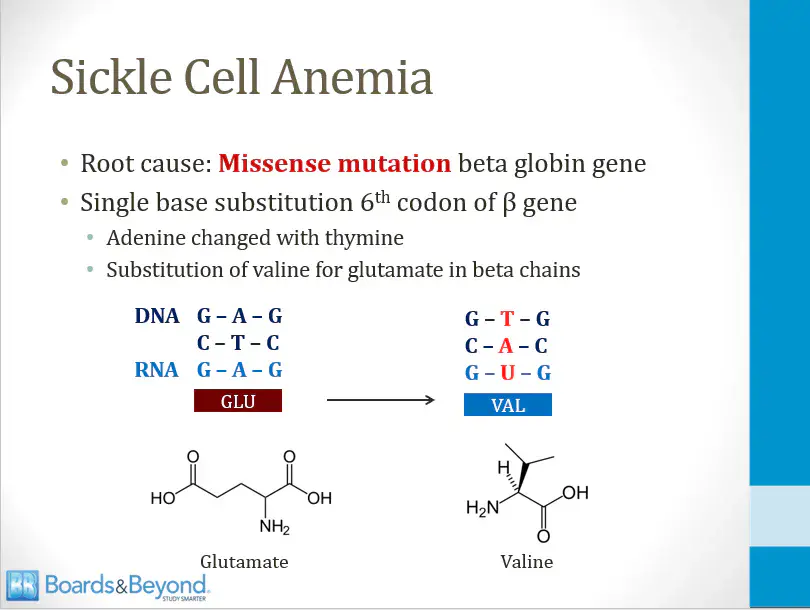 Sickle Cell Anemia
• Root cause: Missense mutation beta globin gene
• Single base substitution 6th codon of β gene
• Adenine changed with thymine
• Substitution of valine for glutamate in beta chains
DNA G – A – G
C – T – C
RNA G – A – G
GLU
G – T – G
C – A – C
G – U – G
VAL
O O
HO OH
NH2
Glutamate
H
OH
H2N
O
Valine
BB Boards&Beyond.
STUDY SMARTER